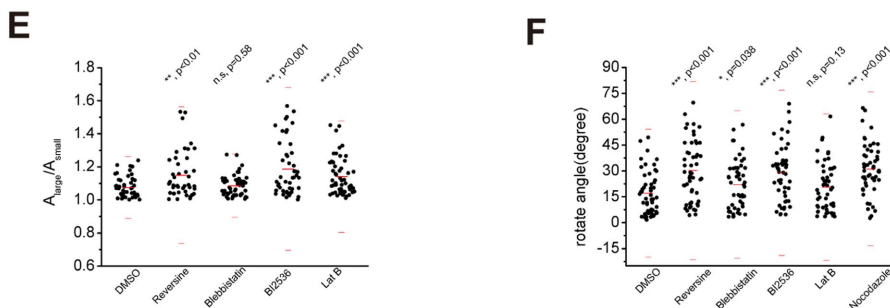 E
**, p<0.01
n.s, p=0.58
***, p<0.001
***, p<0.001
1.8
1.6
1.4
1.2
1.0
0.8
0.6
A large/A small
DMSO
Reversine
Blebbistatin
BI2536
Lat B
F
***, p<0.001
*, p=0.038
***, p<0.001
n.s, p=0.13
***, p<0.001
90
75
60
45
30
15
0
-15
rotate angle(degree)
DMSO
Reversine
Blebbistatin
BI2536
Lat B
Nocodazole